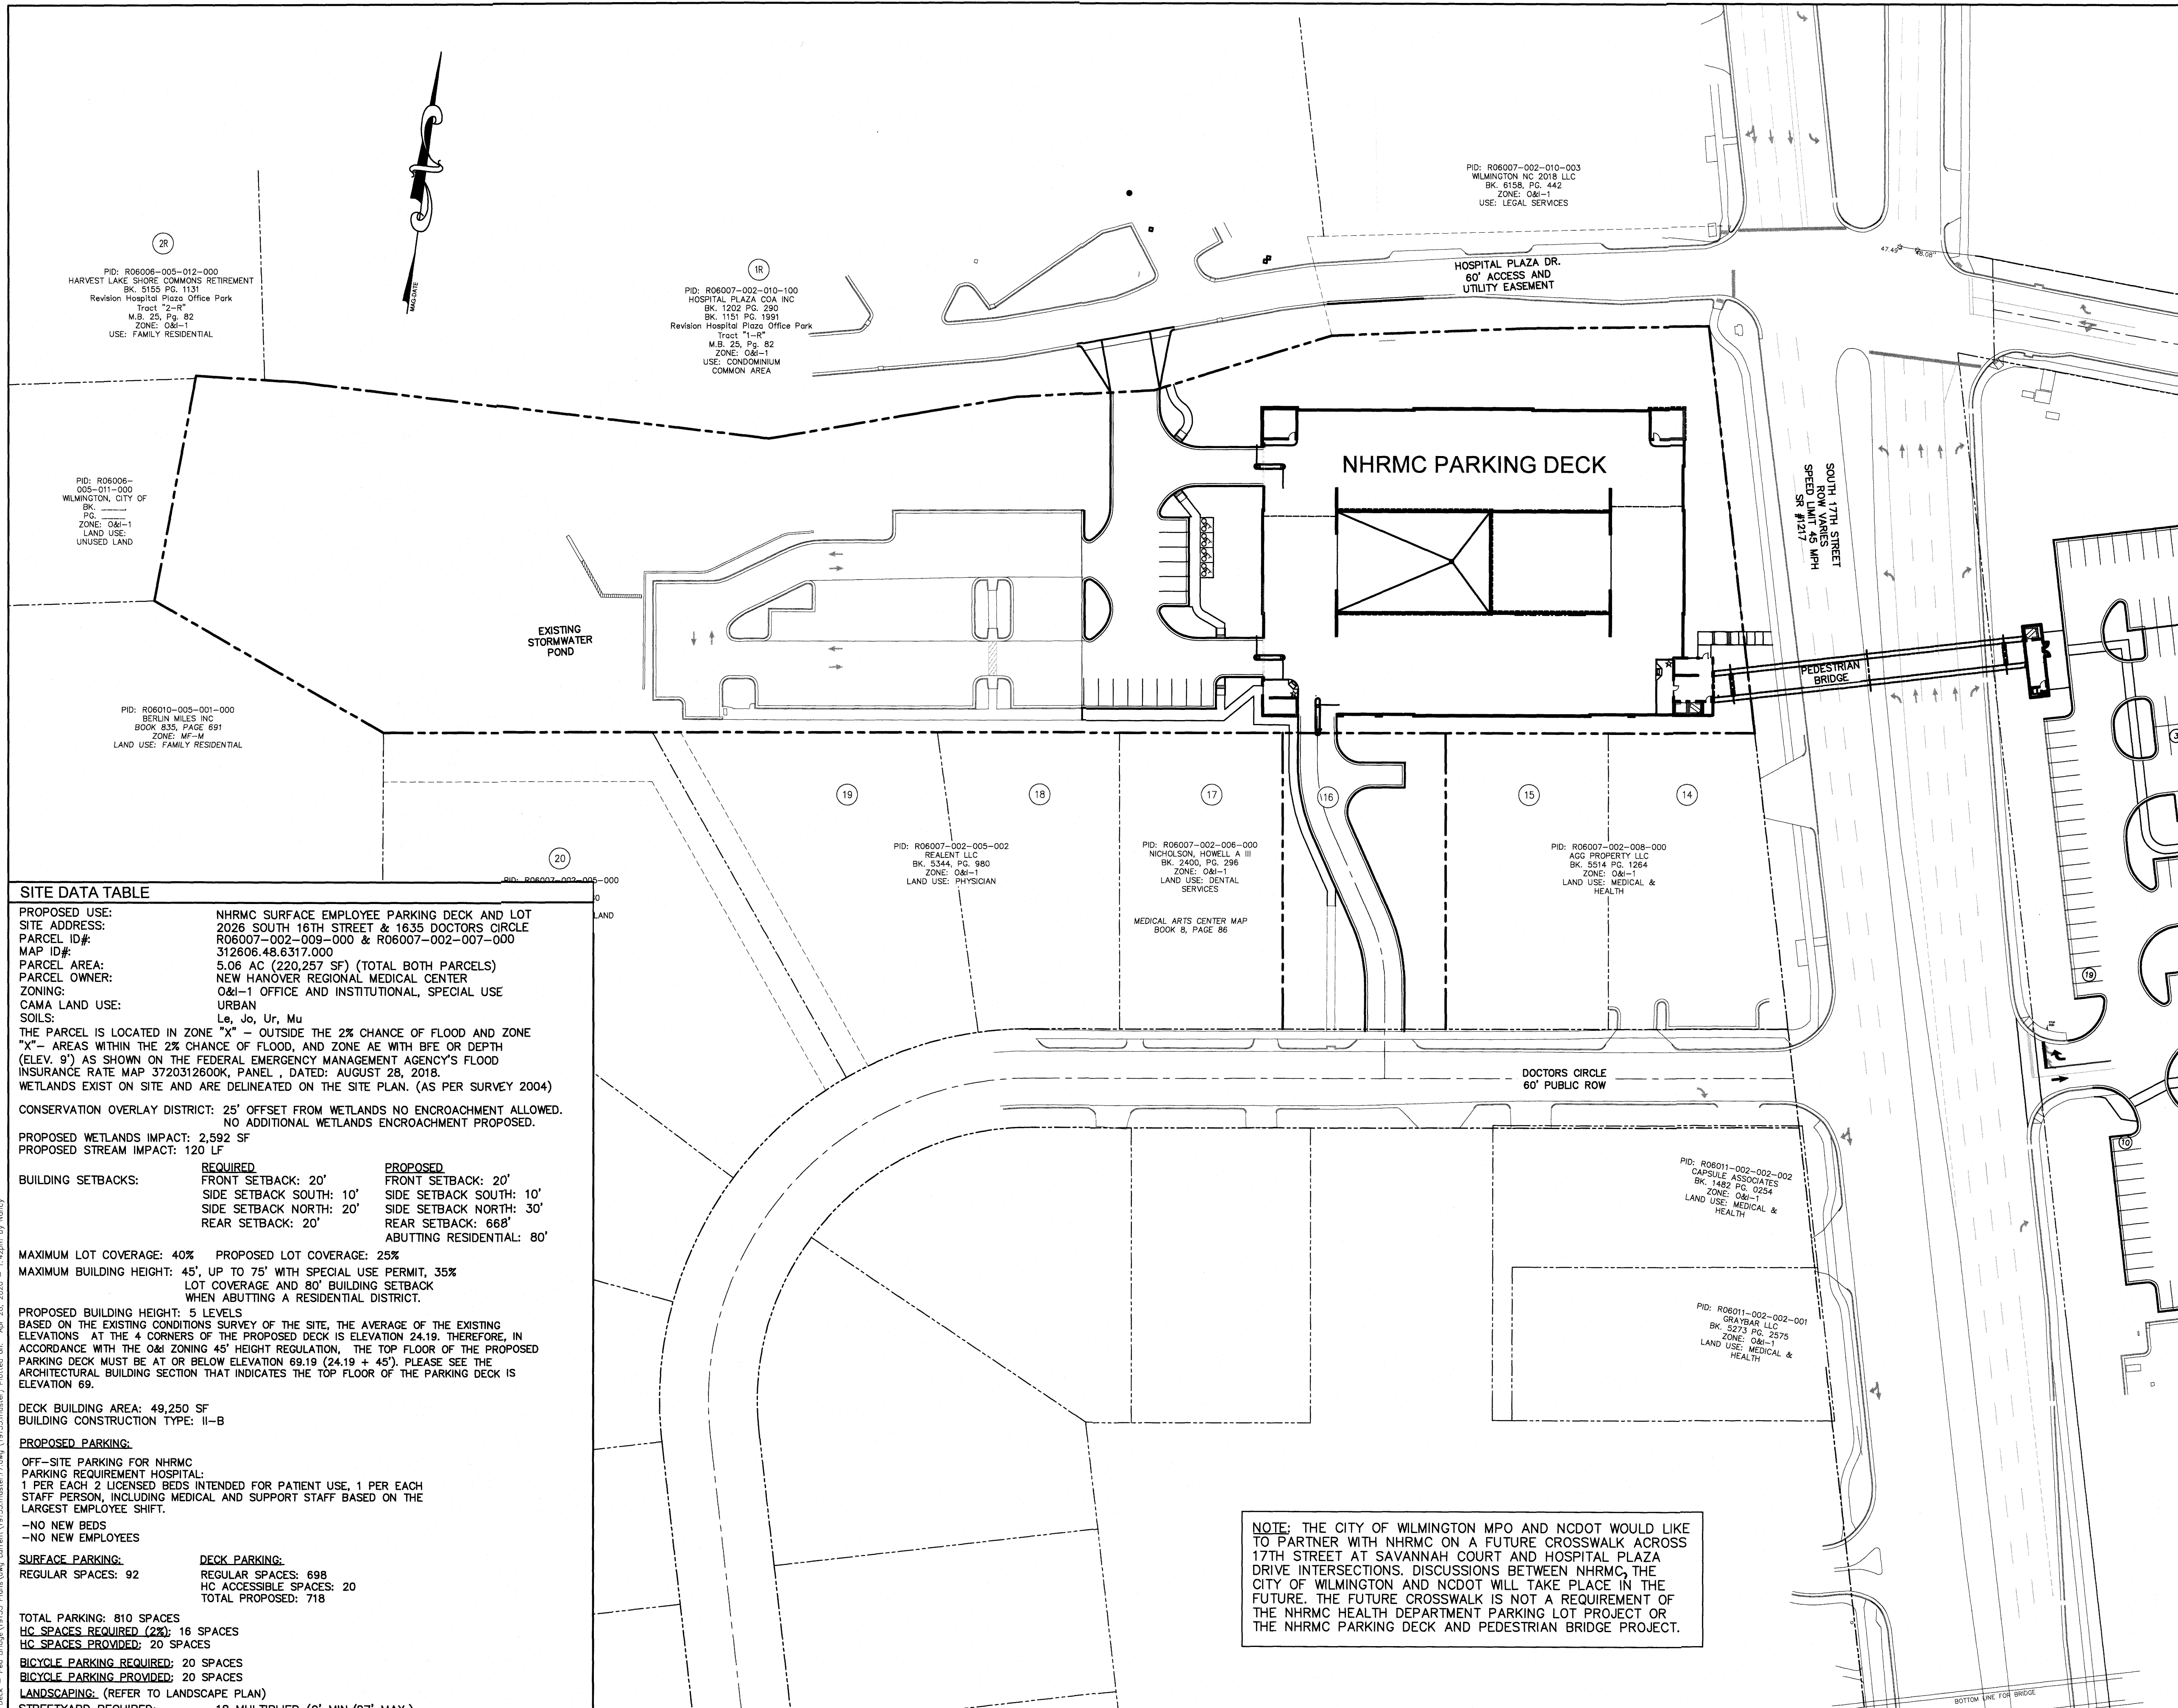 PID: R06007-002-010-003
WILMINGTON NC 2018 LLC
BK. 6158, PG. 442
ZONE: O&I-1
USE: LEGAL SERVICES
2R
PID: R06006-005-012-000
HARVEST LAKE SHORE COMMONS RETIREMENT
BK. 5155 PG. 1131
Revision Hospital Plaza Office Park
Tract "2-R"
M.B. 25, Pg. 82
ZONE: O&I-1
USE: FAMILY RESIDENTIAL
MAG-DATE
1R
PID: R06007-002-010-100
HOSPITAL PLAZA COA INC
BK. 1202 PG. 290
BK. 1151 PG. 1991
Revision Hospital Plaza Office Park
Tract "1-R"
M.B. 25, Pg. 82
ZONE: O&I-1
USE: CONDOMINIUM
COMMON AREA
HOSPITAL PLAZA DR.
60' ACCESS AND
UTILITY EASEMENT
47.49
48.08
NHRMC PARKING DECK
SOUTH 17TH STREET
ROW VARIES
SPEED LIMIT 45 MPH
SR #1217
PID: R06006-
005-011-000
WILMINGTON, CITY OF
BK. ____
PG. ____
ZONE: O&I-1
LAND USE:
UNUSED LAND
EXISTING
STORMWATER
POND
PEDESTRIAN
BRIDGE
PID: R06010-005-001-000
BERLIN MILES INC
BOOK 835, PAGE 691
ZONE: MF-M
LAND USE: FAMILY RESIDENTIAL
19
18
17
16
15
14
PID: R06007-002-005-002
REALENT LLC
BK. 5344, PG. 980
ZONE: O&I-1
LAND USE: PHYSICIAN
PID: R06007-002-006-000
NICHOLSON, HOWELL A III
BK. 2400, PG. 296
ZONE: O&I-1
LAND USE: DENTAL
SERVICES
MEDICAL ARTS CENTER MAP
BOOK 8, PAGE 86
PID: R06007-002-008-000
AGG PROPERTY LLC
BK. 5514 PG. 1264
ZONE: O&I-1
LAND USE: MEDICAL &
HEALTH
20
PID: R06007-002-005-000
LAND
19
10
DOCTORS CIRCLE
60' PUBLIC ROW
PID: R06011-002-002-002
CAPSULE ASSOCIATES
BK. 1482 PG. 0254
ZONE: O&I-1
LAND USE: MEDICAL &
HEALTH
PID: R06011-002-002-001
GRAYBAR LLC
BK. 5273 PG. 2575
ZONE: O&I-1
LAND USE: MEDICAL &
HEALTH
SITE DATA TABLE
PROPOSED USE: NHRMC SURFACE EMPLOYEE PARKING DECK AND LOT
SITE ADDRESS: 2026 SOUTH 16TH STREET & 1635 DOCTORS CIRCLE
PARCEL ID#: R06007-002-009-000 & R06007-002-007-000
MAP ID#: 312606.48.6317.000
PARCEL AREA: 5.06 AC (220,257 SF) (TOTAL BOTH PARCELS)
PARCEL OWNER: NEW HANOVER REGIONAL MEDICAL CENTER
ZONING: O&I-1 OFFICE AND INSTITUTIONAL, SPECIAL USE
CAMA LAND USE: URBAN
SOILS: Le, Jo, Ur, Mu
THE PARCEL IS LOCATED IN ZONE "X" - OUTSIDE THE 2% CHANCE OF FLOOD AND ZONE
"X"- AREAS WITHIN THE 2% CHANCE OF FLOOD, AND ZONE AE WITH BFE OR DEPTH
(ELEV. 9') AS SHOWN ON THE FEDERAL EMERGENCY MANAGEMENT AGENCY'S FLOOD
INSURANCE RATE MAP 3720312600K, PANEL , DATED: AUGUST 28, 2018.
WETLANDS EXIST ON SITE AND ARE DELINEATED ON THE SITE PLAN. (AS PER SURVEY 2004)
CONSERVATION OVERLAY DISTRICT: 25' OFFSET FROM WETLANDS NO ENCROACHMENT ALLOWED.
NO ADDITIONAL WETLANDS ENCROACHMENT PROPOSED.
PROPOSED WETLANDS IMPACT: 2,592 SF
PROPOSED STREAM IMPACT: 120 LF
REQUIRED PROPOSED
BUILDING SETBACKS: FRONT SETBACK: 20' FRONT SETBACK: 20'
SIDE SETBACK SOUTH: 10' SIDE SETBACK SOUTH: 10'
SIDE SETBACK NORTH: 20' SIDE SETBACK NORTH: 30'
REAR SETBACK: 20' REAR SETBACK: 668'
ABUTTING RESIDENTIAL: 80'
MAXIMUM LOT COVERAGE: 40% PROPOSED LOT COVERAGE: 25%
MAXIMUM BUILDING HEIGHT: 45', UP TO 75' WITH SPECIAL USE PERMIT, 35%
LOT COVERAGE AND 80' BUILDING SETBACK
WHEN ABUTTING A RESIDENTIAL DISTRICT.
PROPOSED BUILDING HEIGHT: 5 LEVELS
BASED ON THE EXISTING CONDITIONS SURVEY OF THE SITE, THE AVERAGE OF THE EXISTING
ELEVATIONS AT THE 4 CORNERS OF THE PROPOSED DECK IS ELEVATION 24.19. THEREFORE, IN
ACCORDANCE WITH THE O&I ZONING 45' HEIGHT REGULATION, THE TOP FLOOR OF THE PROPOSED
PARKING DECK MUST BE AT OR BELOW ELEVATION 69.19 (24.19 + 45'). PLEASE SEE THE
ARCHITECTURAL BUILDING SECTION THAT INDICATES THE TOP FLOOR OF THE PARKING DECK IS
ELEVATION 69.
DECK BUILDING AREA: 49,250 SF
BUILDING CONSTRUCTION TYPE: II-B
PROPOSED PARKING:
OFF-SITE PARKING FOR NHRMC
PARKING REQUIREMENT HOSPITAL:
1 PER EACH 2 LICENSED BEDS INTENDED FOR PATIENT USE, 1 PER EACH
STAFF PERSON, INCLUDING MEDICAL AND SUPPORT STAFF BASED ON THE
LARGEST EMPLOYEE SHIFT.
-NO NEW BEDS
-NO NEW EMPLOYEES
SURFACE PARKING: DECK PARKING:
REGULAR SPACES: 92 REGULAR SPACES: 698
HC ACCESSIBLE SPACES: 20
TOTAL PROPOSED: 718
TOTAL PARKING: 810 SPACES
HC SPACES REQUIRED (2%): 16 SPACES
HC SPACES PROVIDED: 20 SPACES
BICYCLE PARKING REQUIRED: 20 SPACES
BICYCLE PARKING PROVIDED: 20 SPACES
LANDSCAPING: (REFER TO LANDSCAPE PLAN)
NOTE: THE CITY OF WILMINGTON MPO AND NCDOT WOULD LIKE
TO PARTNER WITH NHRMC ON A FUTURE CROSSWALK ACROSS
17TH STREET AT SAVANNAH COURT AND HOSPITAL PLAZA
DRIVE INTERSECTIONS. DISCUSSIONS BETWEEN NHRMC, THE
CITY OF WILMINGTON AND NCDOT WILL TAKE PLACE IN THE
FUTURE. THE FUTURE CROSSWALK IS NOT A REQUIREMENT OF
THE NHRMC HEALTH DEPARTMENT PARKING LOT PROJECT OR
THE NHRMC PARKING DECK AND PEDESTRIAN BRIDGE PROJECT.
BOTTOM LINE FOR BRIDGE